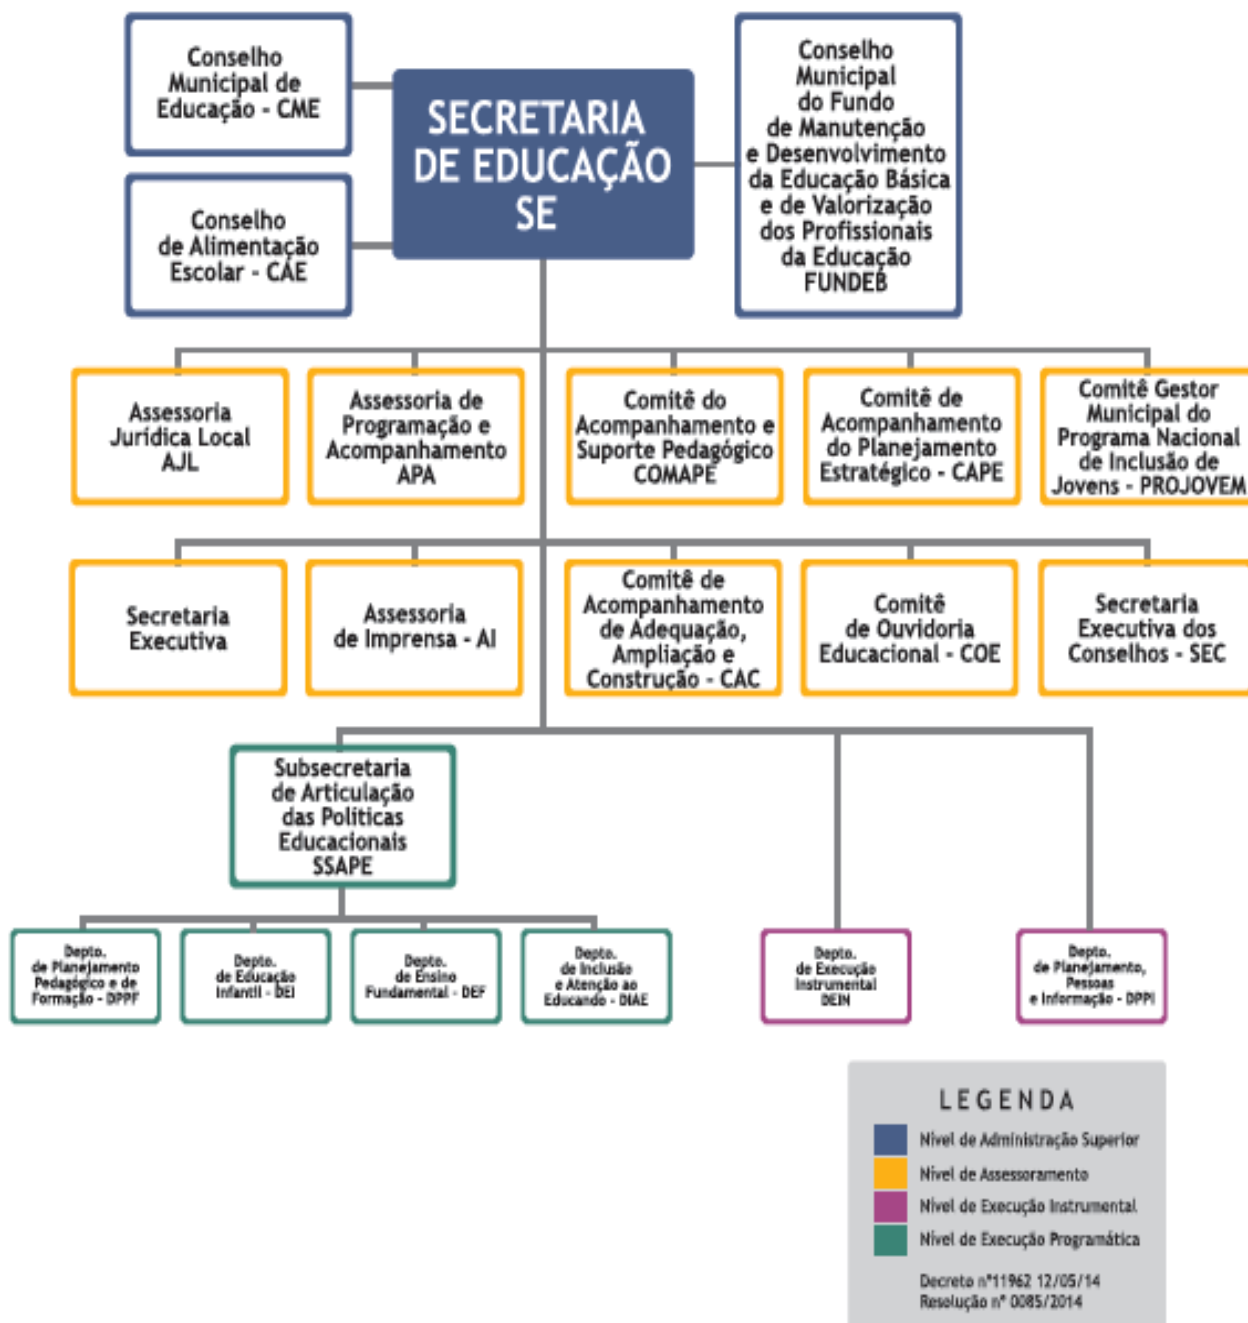 Conselho
Municipal de
Educação - CME
SECRETARIA
DE EDUCAÇÃO
SE
Conselho
Municipal
do Fundo
de Manutenção
e Desenvolvimento
da Educação Básica
e de Valorização
dos Profissionais
da Educação
FUNDEB
Conselho
de Alimentação
Escolar - CAE
Assessoria
Jurídica Local
AJL
Assessoria de
Programação e
Acompanhamento
APA
Comitê do
Acompanhamento e
Suporte Pedagógico
COMAPE
Comitê de
Acompanhamento
do Planejamento
Estratégico - CAPE
Comitê Gestor
Municipal do
Programa Nacional
de Inclusão de
Jovens - PROJOVEM
Secretaria
Executiva
Assessoria
de Imprensa - AI
Comitê de
Acompanhamento
de Adequação,
Ampliação e
Construção - CAC
Comitê
de Ouvidoria
Educacional - COE
Secretaria
Executiva dos
Conselhos - SEC
Subsecretaria
de Articulação
das Políticas
Educacionais
SSAPE
Depto.
de Planejamento
Pedagógico e de
Formação - DPPF
Depto.
de Educação
Infantil - DEI
Depto.
de Ensino
Fundamental - DEF
Depto.
de Inclusão
e Atenção ao
Educando - DIAE
Depto.
de Execução
Instrumental
DEIN
Depto.
de Planejamento,
Pessoas
e Informação - DPPI
LEGENDA
Nível de Administração Superior
Nível de Assessoramento
Nível de Execução Instrumental
Nível de Execução Programática
Decreto nº11962 12/05/14
Resolução nº 0085/2014